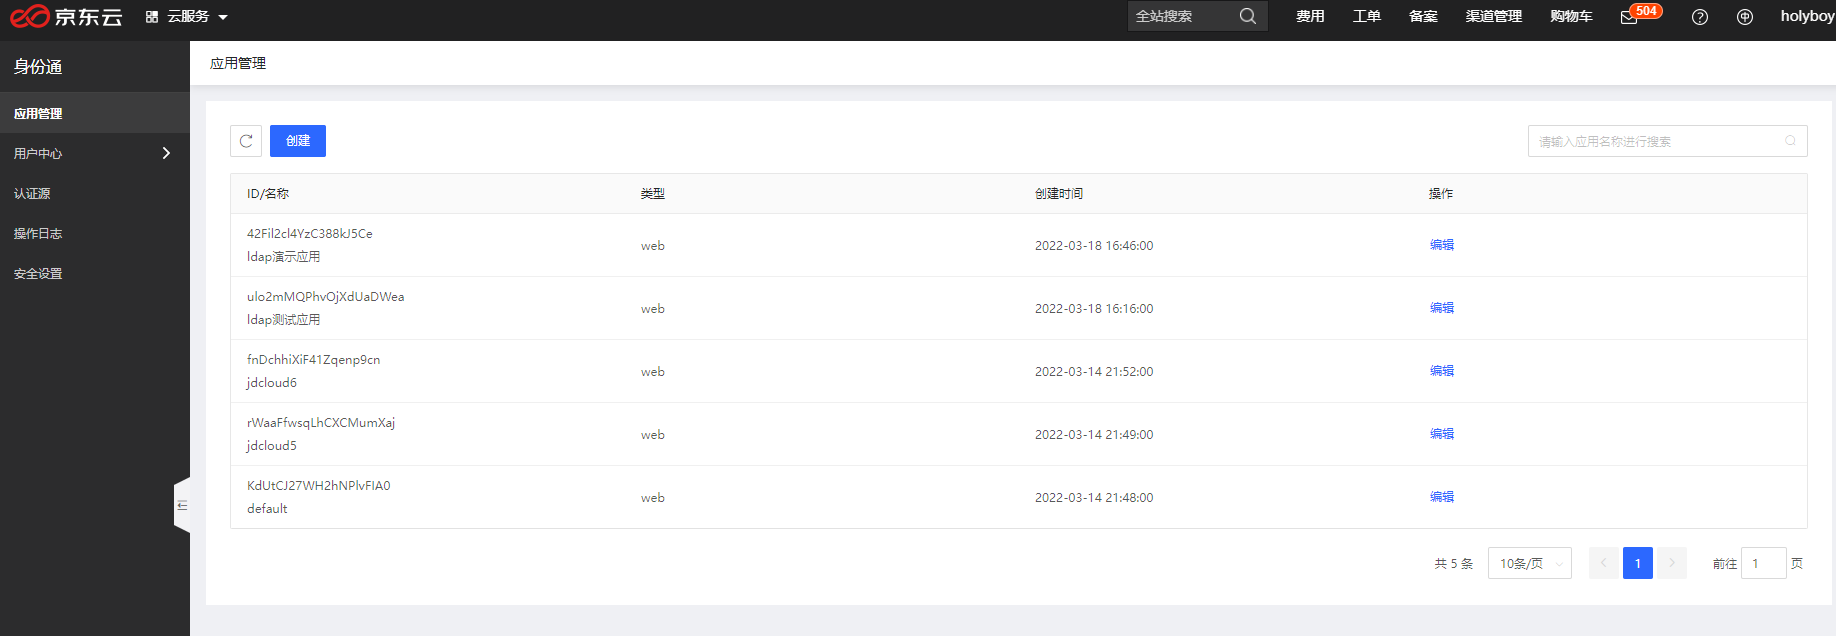 京东云
云服务
全站搜索
费用
工单
备案
渠道管理
购物车
504
holyboy
身份通
应用管理
用户中心
认证源
操作日志
安全设置
应用管理
创建
请输入应用名称进行搜索
ID/名称 类型 创建时间 操作
42Fil2cl4YzC388kJ5Ce
ldap演示应用
web
2022-03-18 16:46:00
编辑
ulo2mMQPhvOjXdUaDWea
ldap测试应用
web
2022-03-18 16:16:00
编辑
fnDchhiXiF41Zqenp9cn
jdcloud6
web
2022-03-14 21:52:00
编辑
rWaaFfwsqLhCXCMumXaj
jdcloud5
web
2022-03-14 21:49:00
编辑
KdUtCJ27WH2hNPlvFIA0
default
web
2022-03-14 21:48:00
编辑
共 5 条
10条/页
1
前往 1 页